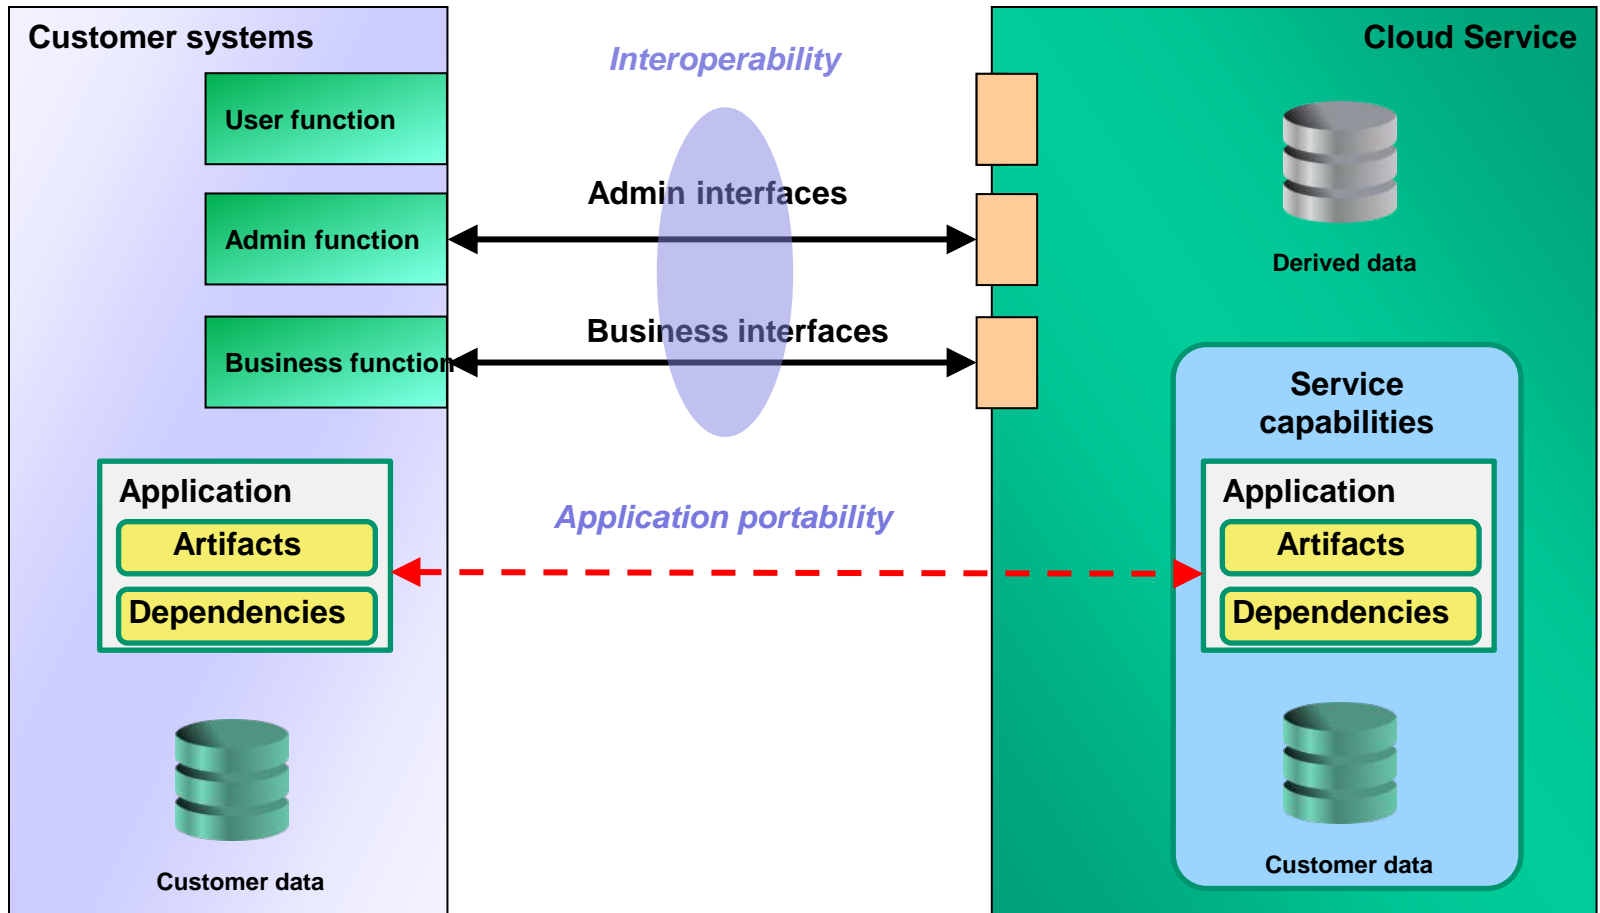 Customer systems
Interoperability
Cloud Service
User function
Admin interfaces
Admin function
Derived data
Business interfaces
Business function
Service
capabilities
Application
Artifacts
Dependencies
Application portability
Application
Artifacts
Dependencies
Customer data
Customer data